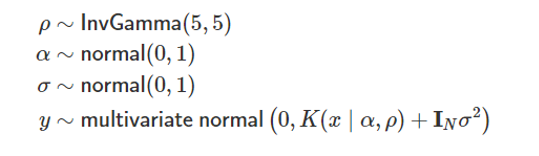 ρ ∼ InvGamma(5, 5)
α ∼ normal(0, 1)
σ ∼ normal(0, 1)
y ∼ multivariate normal (0, K(x | α, ρ) + I_N σ²)